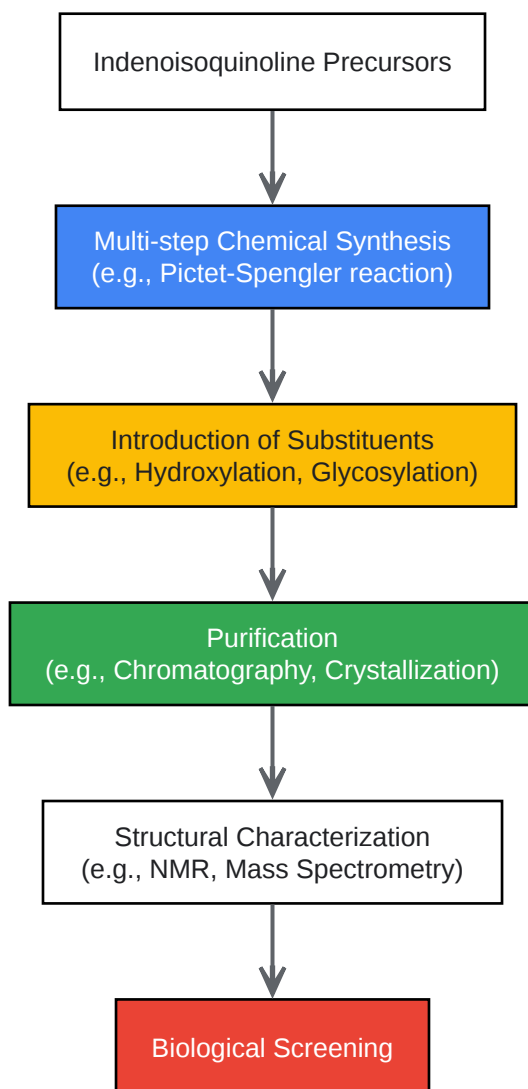 Indenoisoquinoline Precursors
Multi-step Chemical Synthesis
(e.g., Pictet-Spengler reaction)
Introduction of Substituents
(e.g., Hydroxylation, Glycosylation)
Purification
(e.g., Chromatography, Crystallization)
Structural Characterization
(e.g., NMR, Mass Spectrometry)
Biological Screening